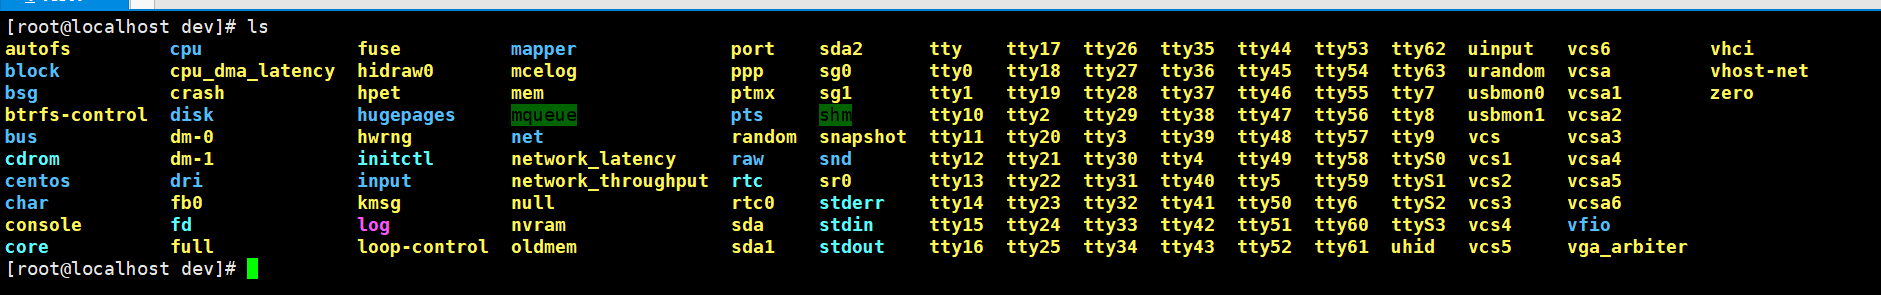 [root@localhost dev]# ls
autofs cpu fuse mapper port sda2 tty tty17 tty26 tty35 tty44 tty53 tty62 uinput vcs6 vhci
block cpu_dma_latency hidraw0 mcelog ppp sg0 tty0 tty18 tty27 tty36 tty45 tty54 tty63 urandom vcsa vhost-net
bsg crash hpet mem ptmx sg1 tty1 tty19 tty28 tty37 tty46 tty55 tty7 usbmon0 vcsa1 zero
btrfs-control disk hugepages mqueue pts shm tty10 tty2 tty29 tty38 tty47 tty56 tty8 usbmon1 vcsa2
bus dm-0 hwrng net random snapshot tty11 tty20 tty3 tty39 tty48 tty57 tty9 vcs vcsa3
cdrom dm-1 initctl network_latency raw snd tty12 tty21 tty30 tty4 tty49 tty58 ttyS0 vcs1 vcsa4
centos dri input network_throughput rtc sr0 tty13 tty22 tty31 tty40 tty5 tty59 ttyS1 vcs2 vcsa5
char fb0 kmsg null rtc0 stderr tty14 tty23 tty32 tty41 tty50 tty6 ttyS2 vcs3 vcsa6
console fd log nvram sda stdin tty15 tty24 tty33 tty42 tty51 tty60 ttyS3 vcs4 vfio
core full loop-control oldmem sda1 stdout tty16 tty25 tty34 tty43 tty52 tty61 uhid vcs5 vga_arbiter
[root@localhost dev]#